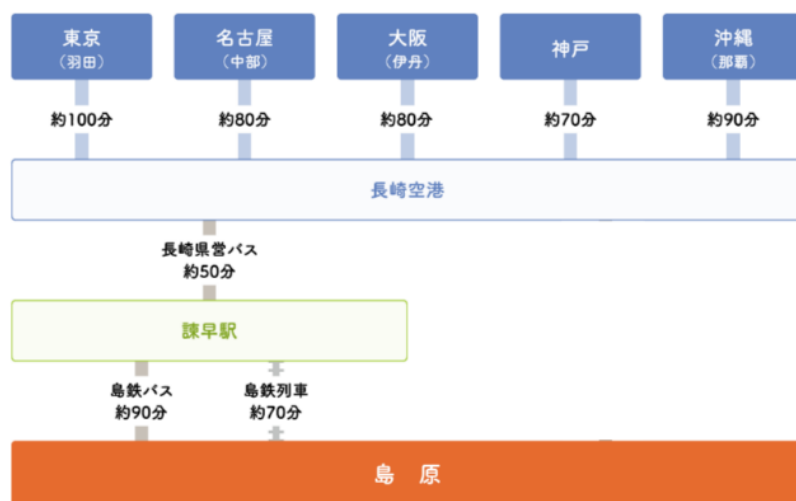 東京
（羽田）
名古屋
（中部）
大阪
（伊丹）
神戸
沖縄
（那覇）
約100分
約80分
約80分
約70分
約90分
長崎空港
長崎県営バス
約50分
諫早駅
島鉄バス
約90分
島鉄列車
約70分
島 原